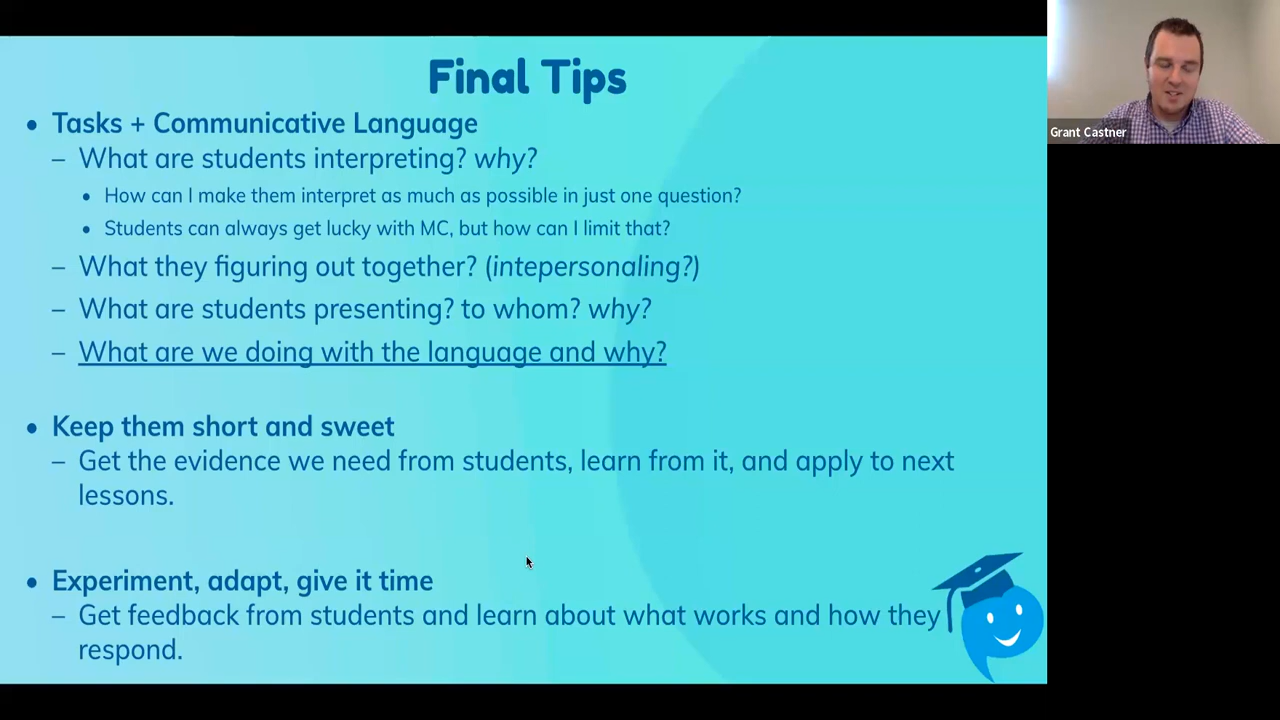 Final Tips
• Tasks + Communicative Language
– What are students interpreting? why?
• How can I make them interpret as much as possible in just one question?
• Students can always get lucky with MC, but how can I limit that?
– What they figuring out together? (intepersonaling?)
– What are students presenting? to whom? why?
– What are we doing with the language and why?
• Keep them short and sweet
– Get the evidence we need from students, learn from it, and apply to next
lessons.
• Experiment, adapt, give it time
– Get feedback from students and learn about what works and how they
respond.
Grant Castner